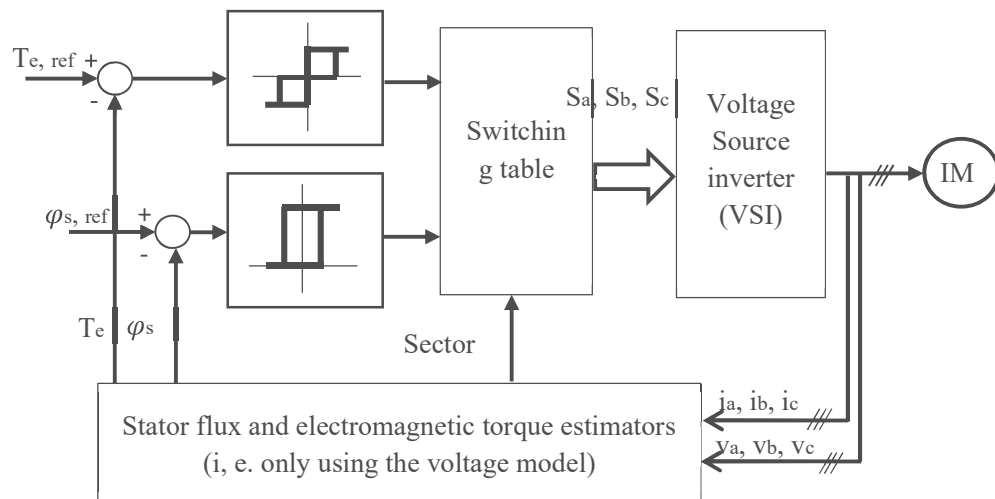 Te, ref
+
-
φs, ref
+
-
Te
φs
Switchin
g table
Sa, Sb, Sc
Voltage
Source
inverter
(VSI)
IM
Sector
ia, ib, ic
va, vb, vc
Stator flux and electromagnetic torque estimators
(i, e. only using the voltage model)